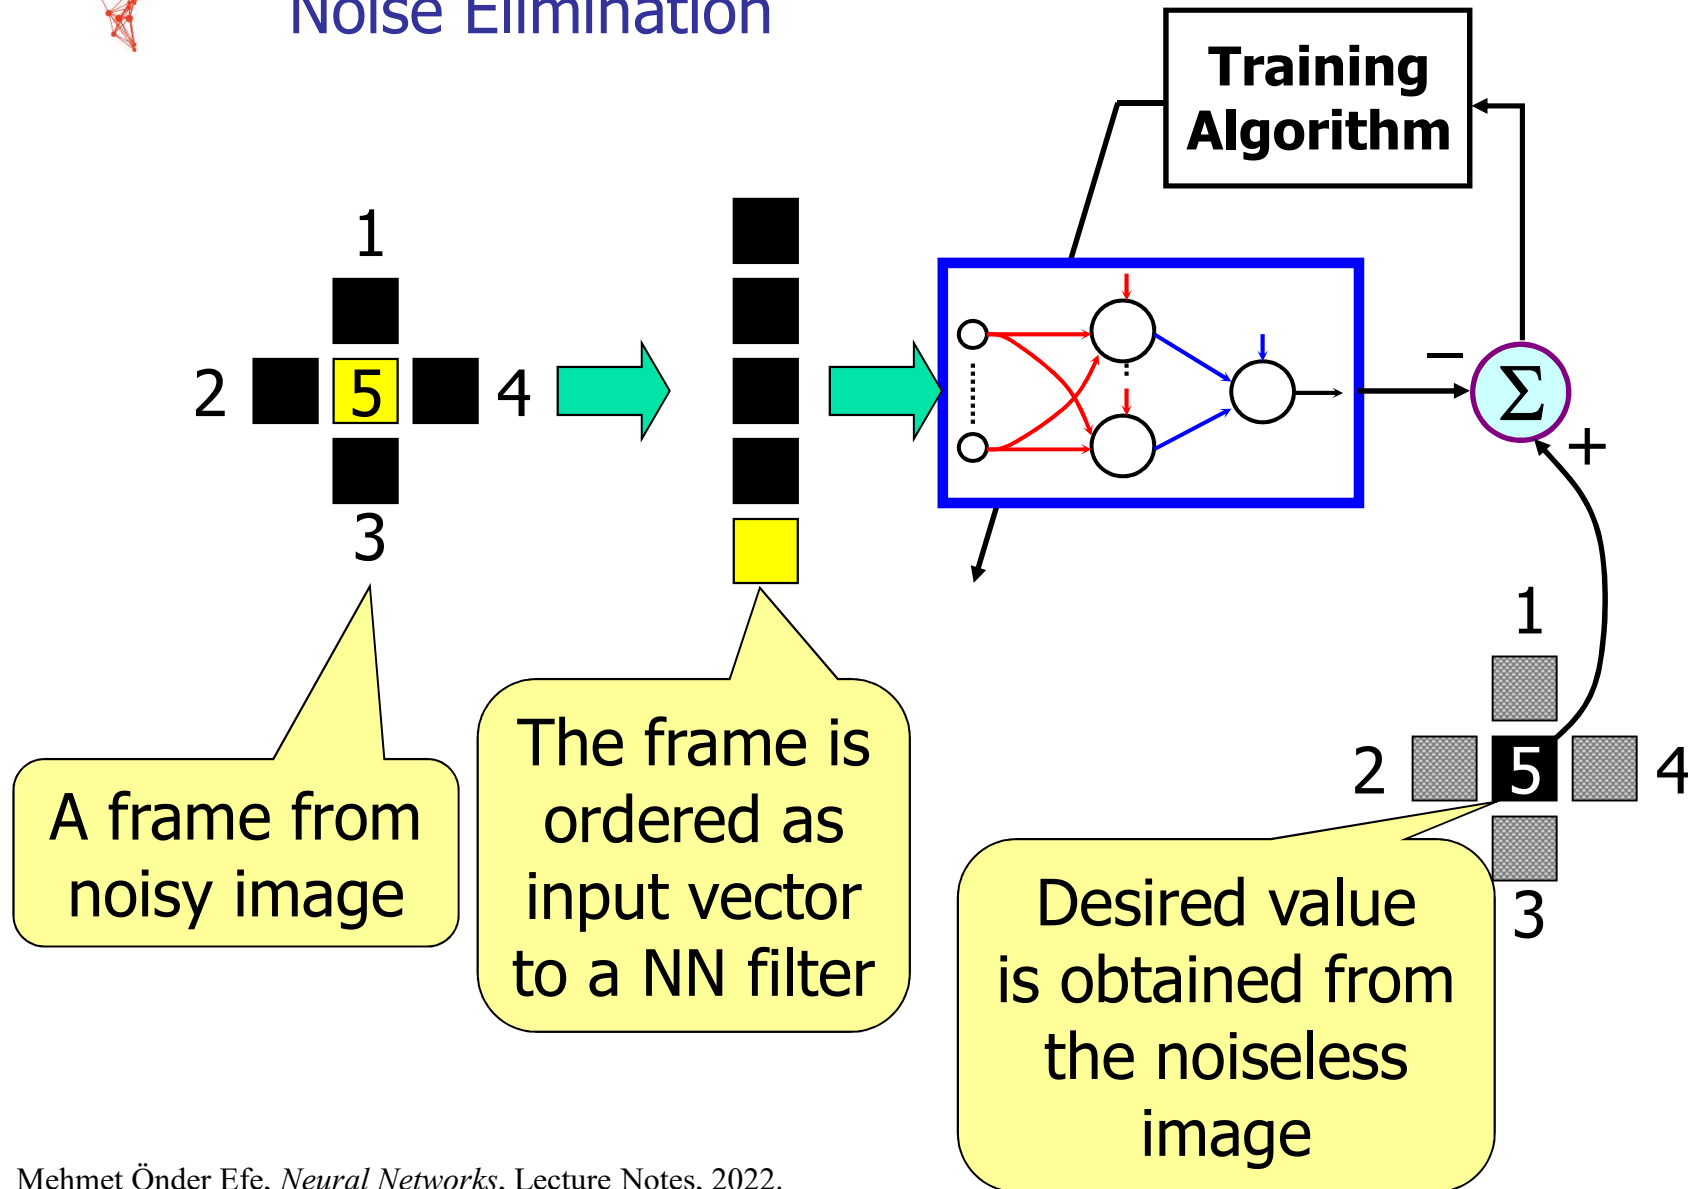 Noise Elimination
Training
Algorithm
1
2 5 4
3
−
Σ
+
A frame from
noisy image
The frame is
ordered as
input vector
to a NN filter
1
2 5 4
3
Desired value
is obtained from
the noiseless
image
Mehmet Önder Efe, Neural Networks, Lecture Notes, 2022.